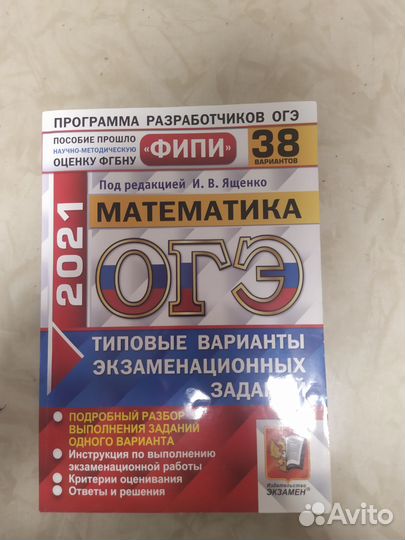 ПРОГРАММА РАЗРАБОТЧИКОВ ОГЭ
ПОСОБИЕ ПРОШЛО
НАУЧНО-МЕТОДИЧЕСКУЮ
ОЦЕНКУ ФГБНУ
«ФИПИ»
38
ВАРИАНТОВ
Под редакцией И. В. Ященко
2021
МАТЕМАТИКА
ОГЭ
ТИПОВЫЕ ВАРИАНТЫ
ЭКЗАМЕНАЦИОННЫХ
ЗАДА
• ПОДРОБНЫЙ РАЗБОР
ВЫПОЛНЕНИЯ ЗАДАНИЙ
ОДНОГО ВАРИАНТА
• Инструкция по выполнению
экзаменационной работы
• Критерии оценивания
• Ответы и решения
Издательство
ЭКЗАМЕН®
Avito